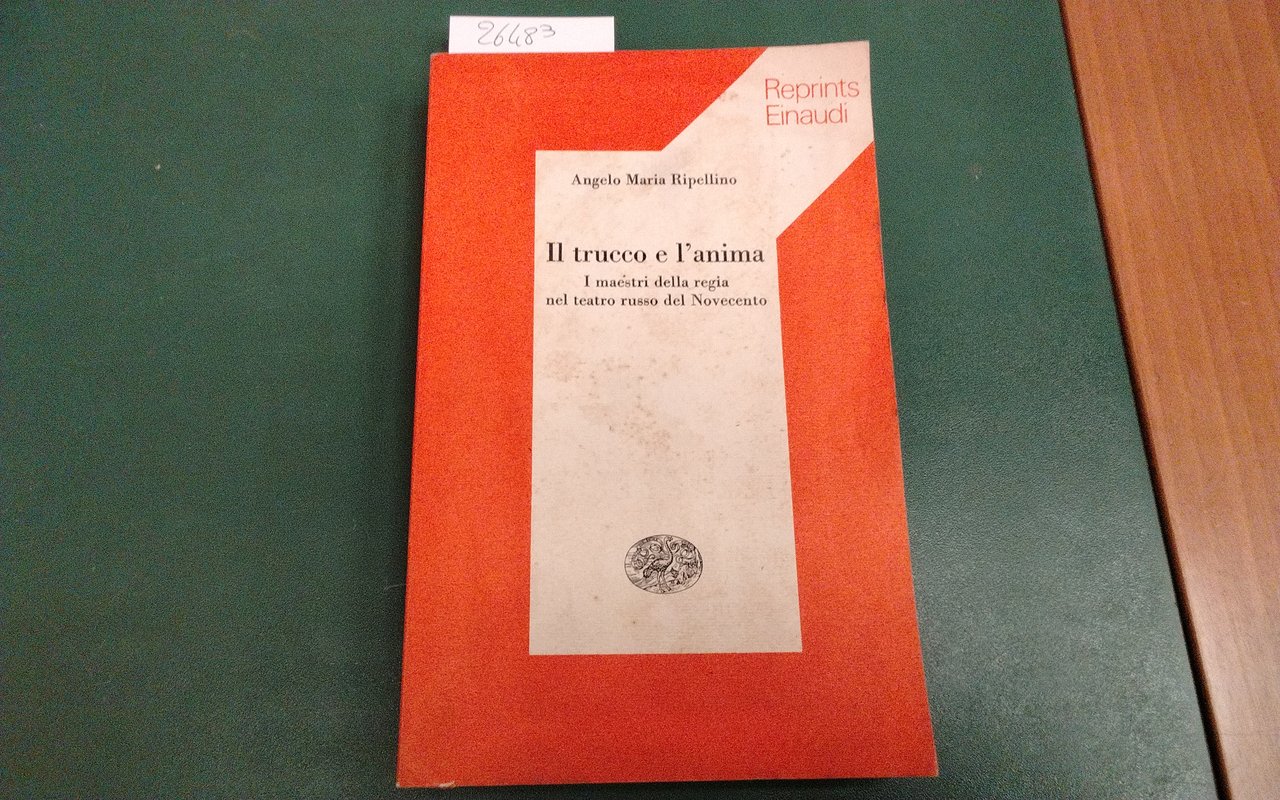 26483
Reprints
Einaudi
Angelo Maria Ripellino
Il trucco e l'anima
I maestri della regia
nel teatro russo del Novecento